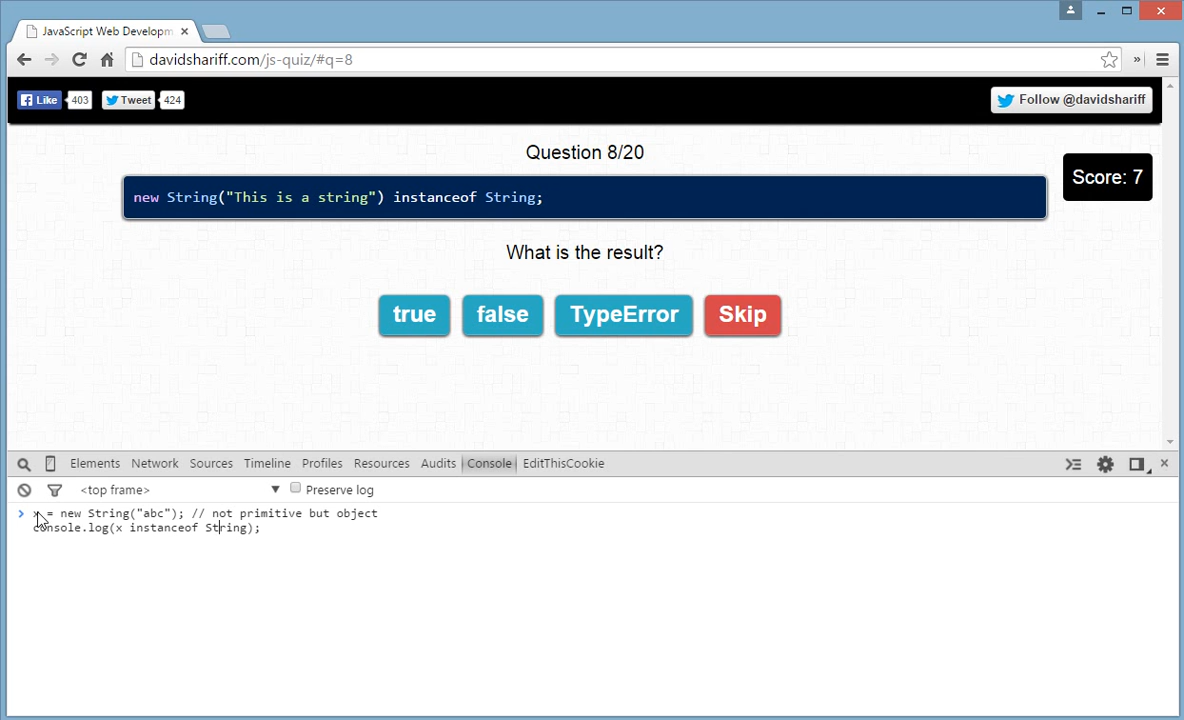 JavaScript Web Developm
davidshariff.com/js-quiz/#q=8
Like 403 Tweet 424 Follow @davidshariff
Question 8/20
Score: 7
new String("This is a string") instanceof String;
What is the result?
true false TypeError Skip
Elements Network Sources Timeline Profiles Resources Audits Console EditThisCookie
<top frame> Preserve log
x = new String("abc"); // not primitive but object
console.log(x instanceof String);